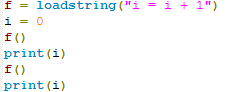 f = loadstring("i = i + 1")
i = 0
f()
print(i)
f()
print(i)